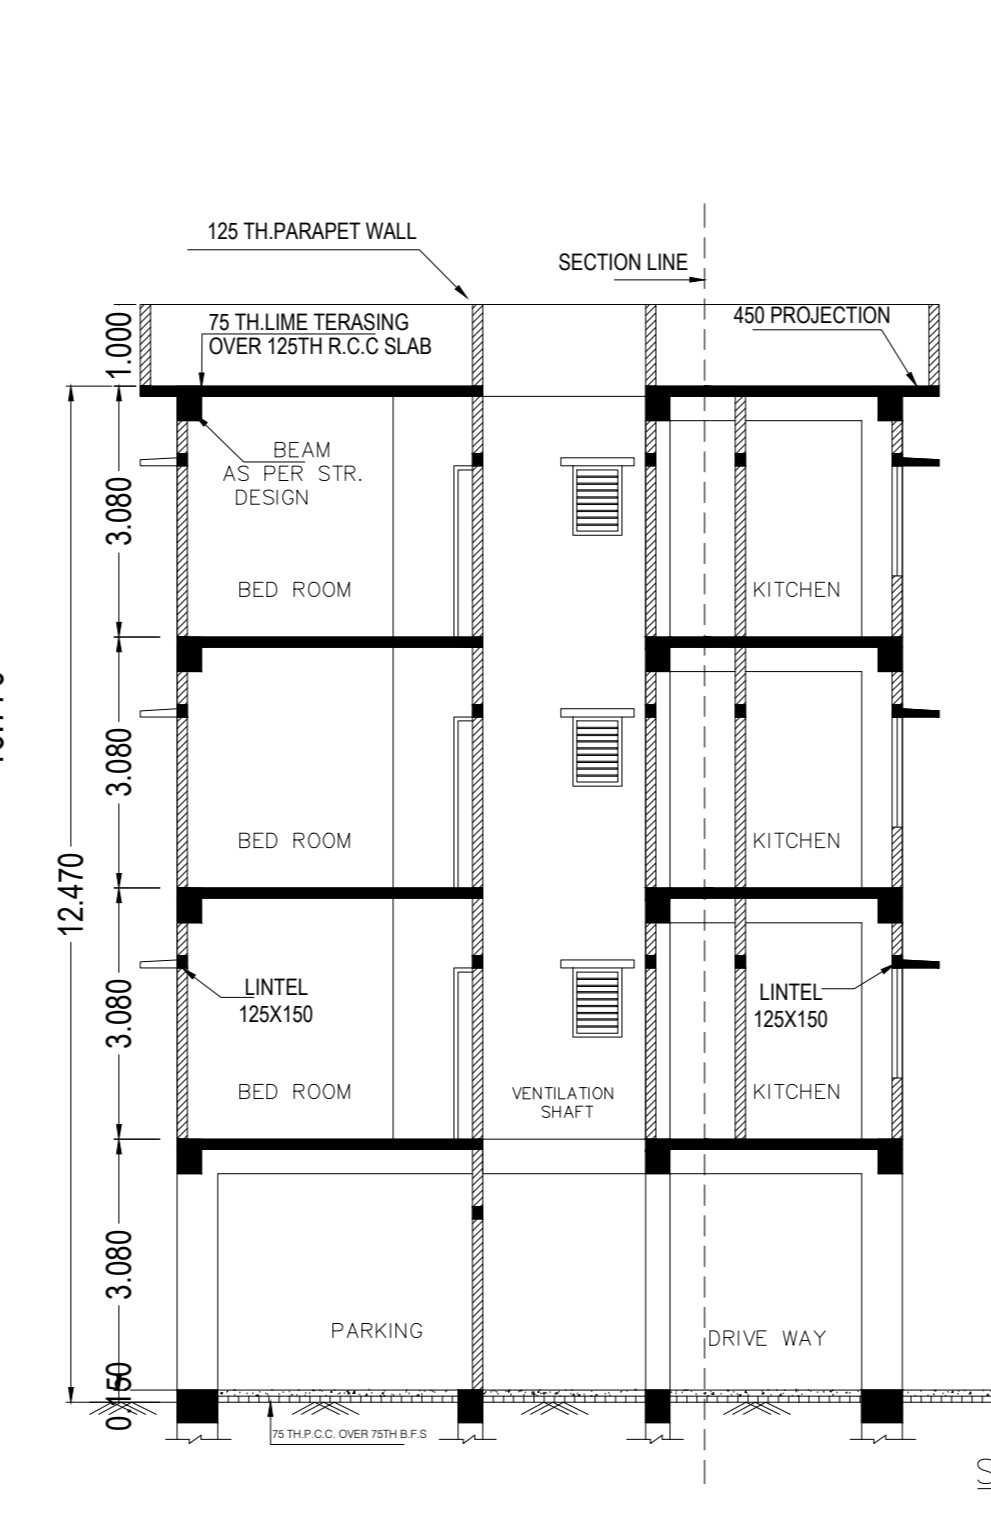 125 TH.PARAPET WALL
SECTION LINE
450 PROJECTION
75 TH.LIME TERASING
OVER 125TH R.C.C SLAB
1.000
BEAM
AS PER STR.
DESIGN
3.080
BED ROOM
KITCHEN
3.080
BED ROOM
KITCHEN
12.470
3.080
LINTEL
125X150
LINTEL
125X150
BED ROOM
VENTILATION
SHAFT
KITCHEN
3.080
PARKING
DRIVE WAY
0.150
75 TH.P.C.C. OVER 75TH B.F.S